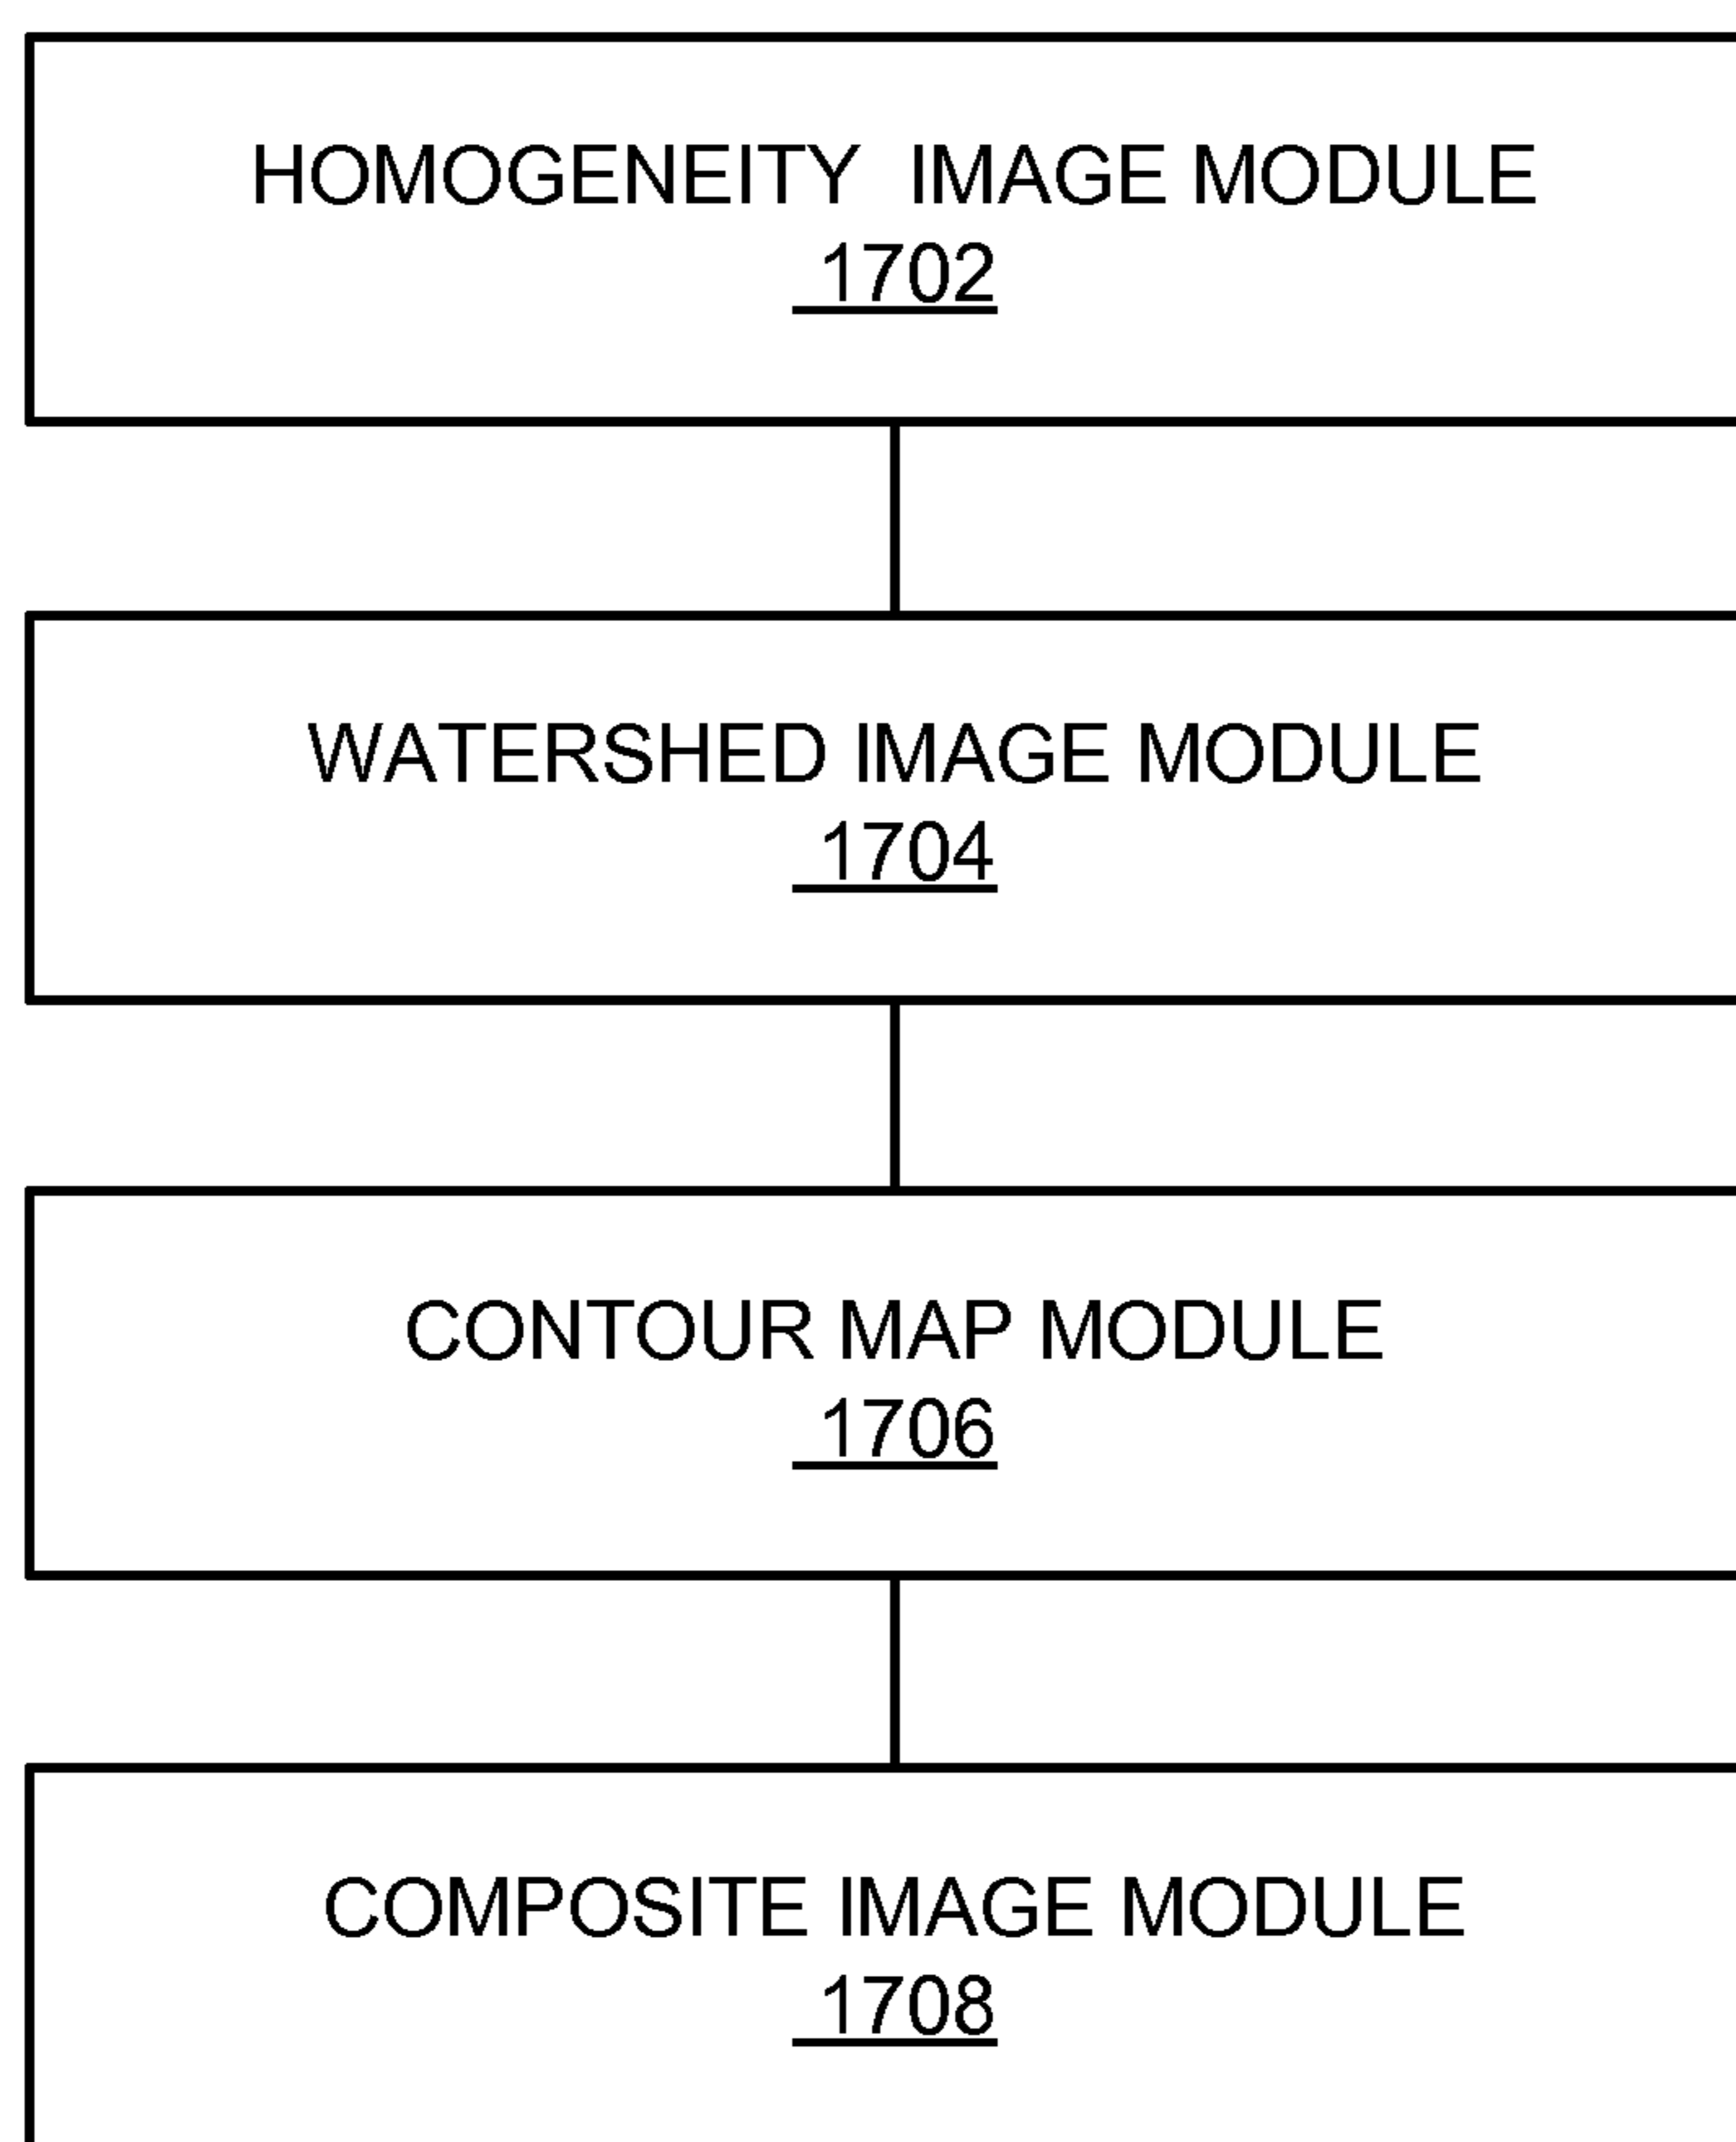 HOMOGENEITY IMAGE MODULE
1702
WATERSHED IMAGE MODULE
1704
CONTOUR MAP MODULE
1706
COMPOSITE IMAGE MODULE
1708